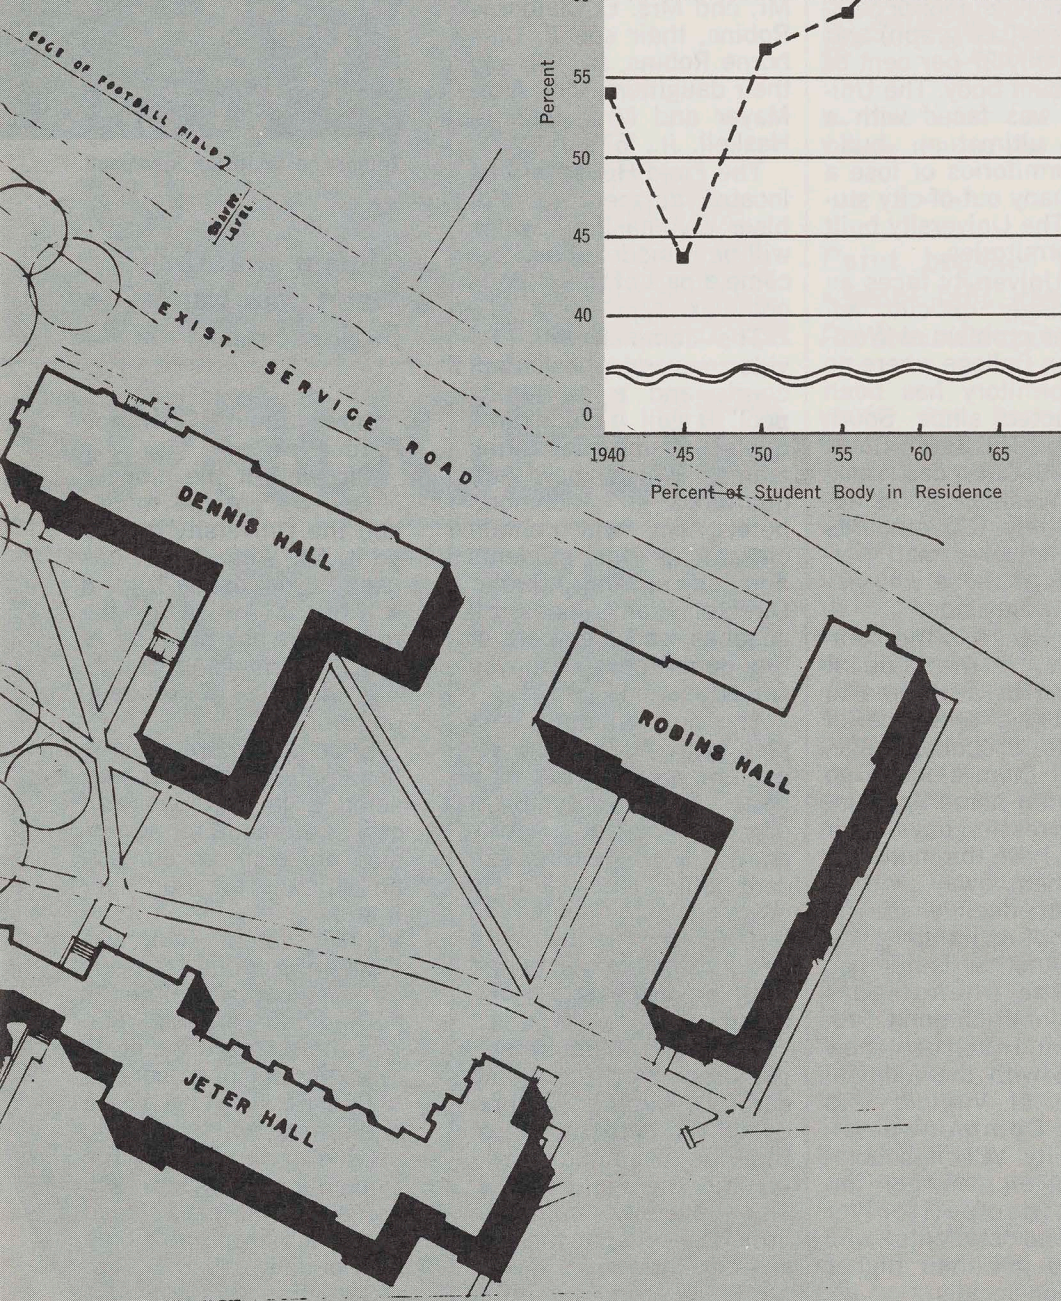 EDGE OF FOOTBALL FIELD
LEVEL
EXIST. SERVICE ROAD
DENNIS HALL
ROBINS HALL
JETER HALL
Percent
55
50
45
40
0
1940 '45 '50 '55 '60 '65
Percent of Student Body in Residence